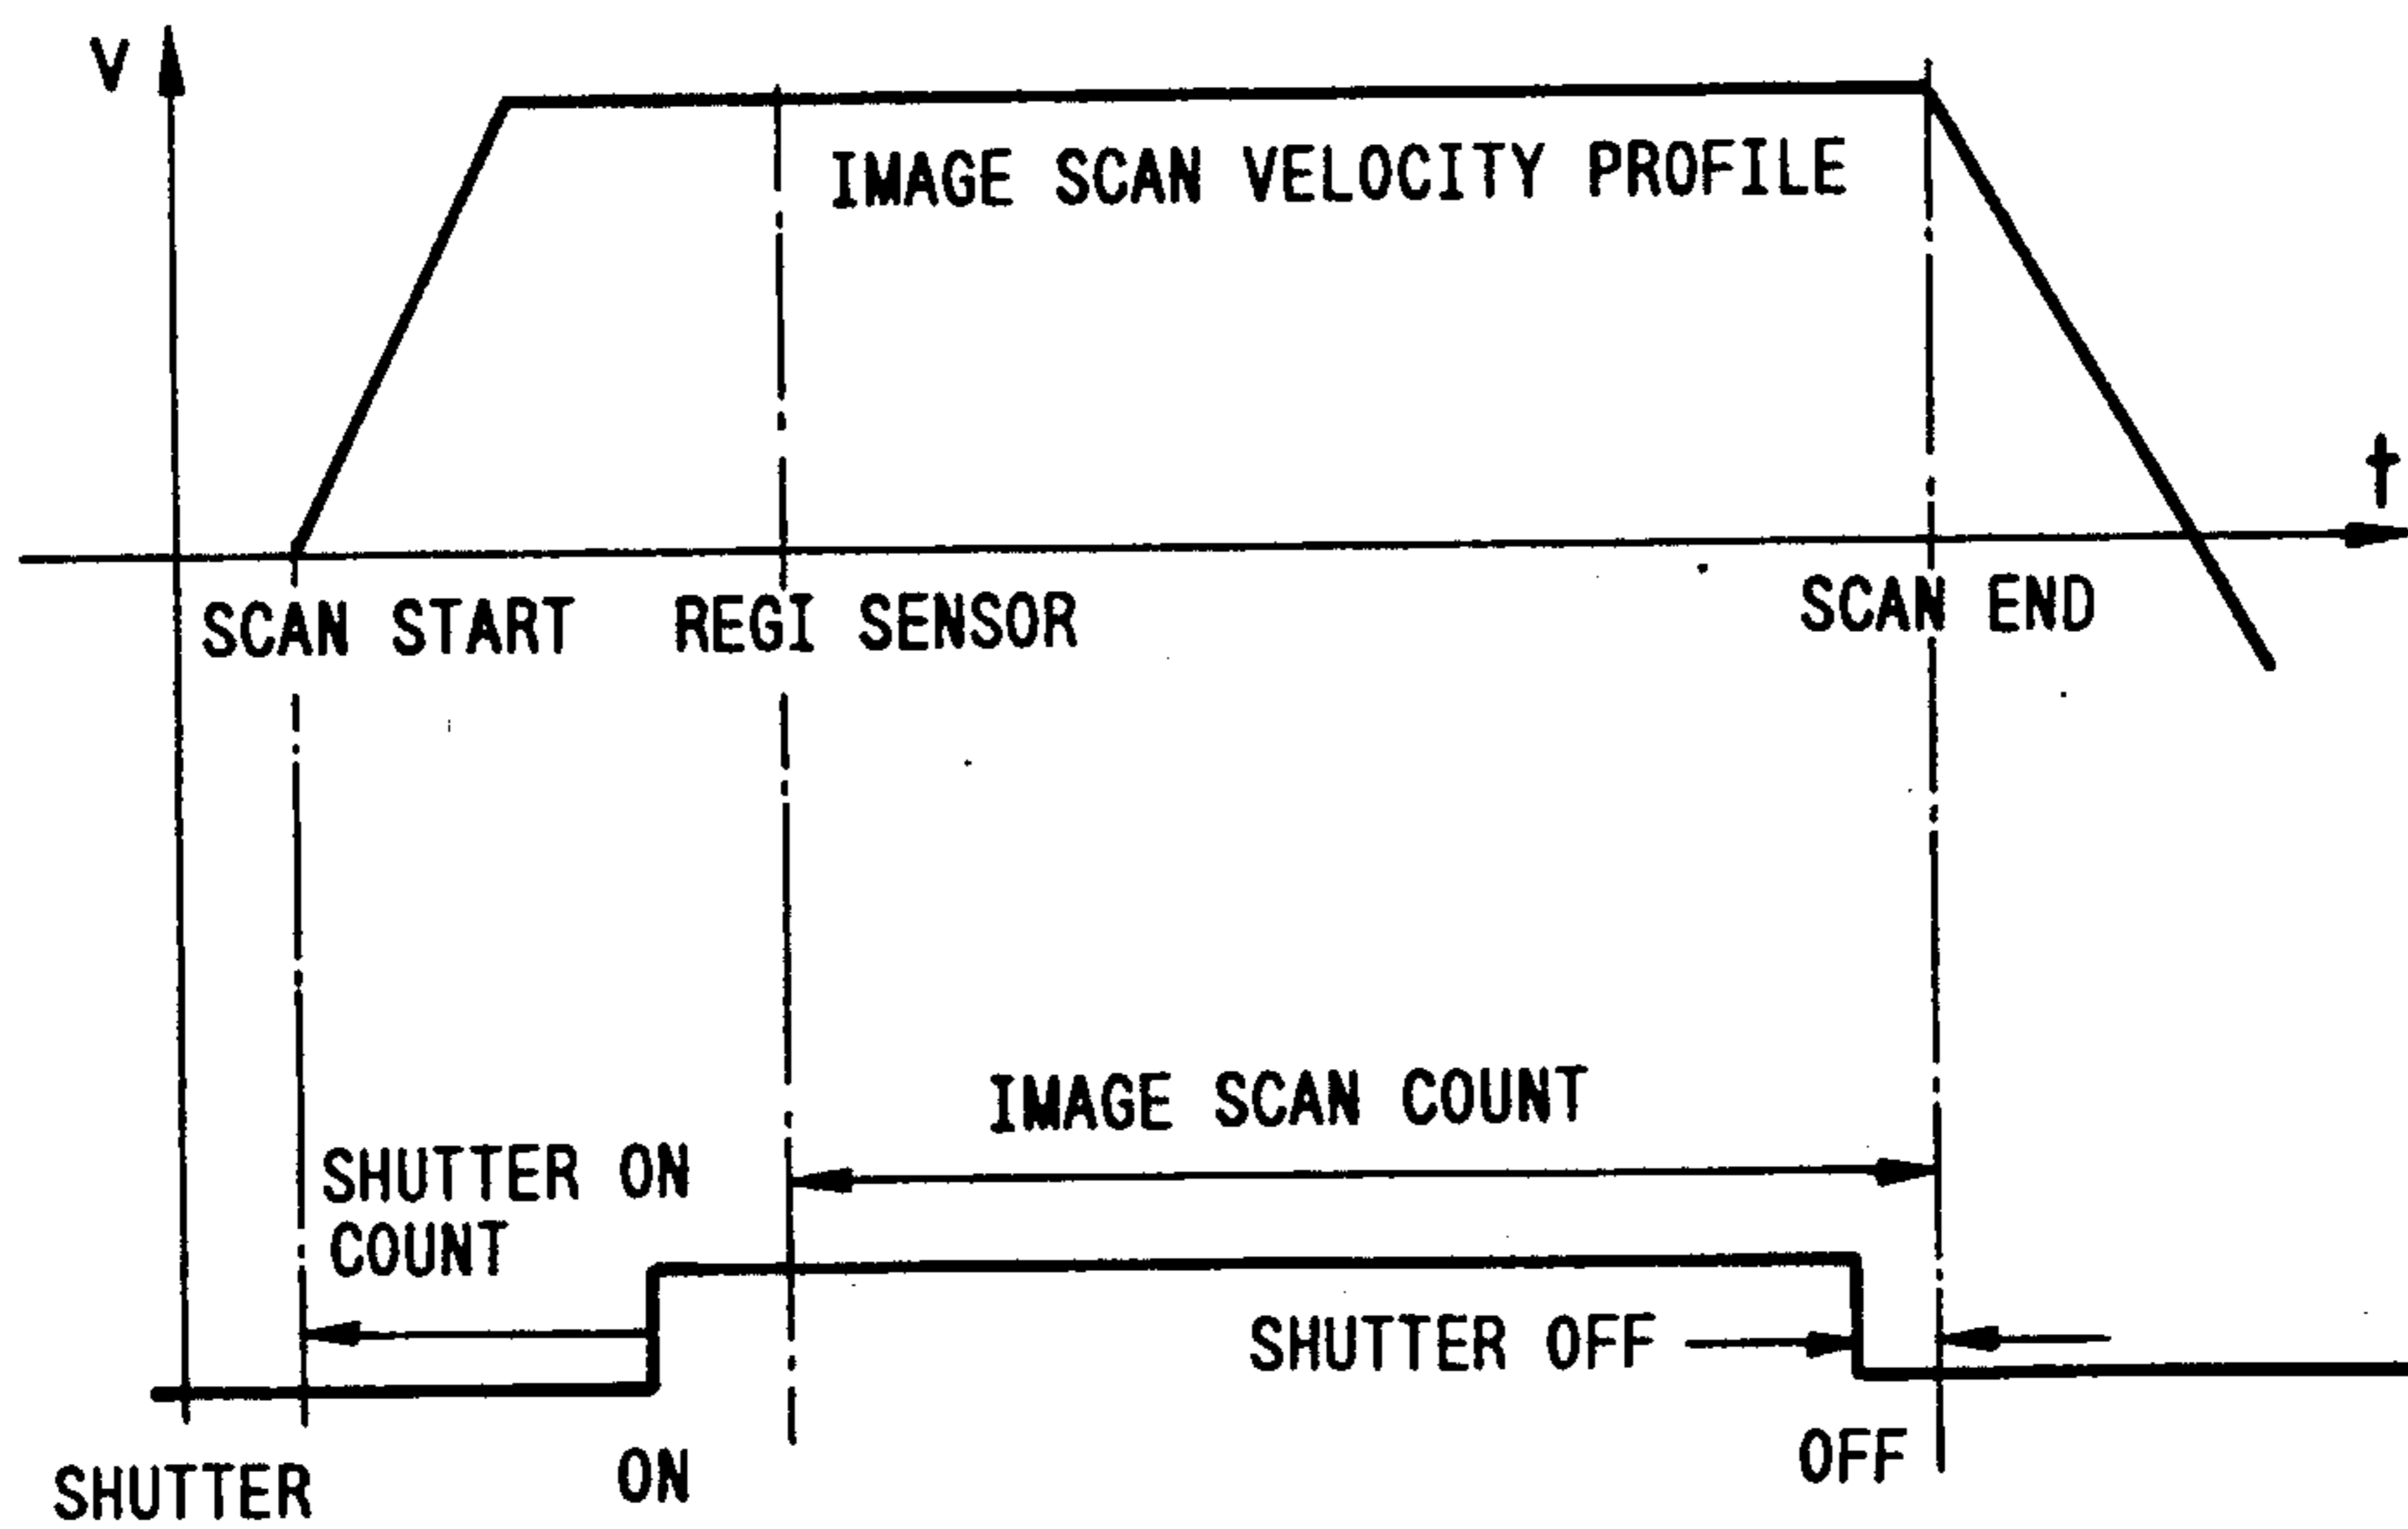 V
IMAGE SCAN VELOCITY PROFILE
t
SCAN START
REGI SENSOR
SCAN END
IMAGE SCAN COUNT
SHUTTER ON
COUNT
SHUTTER OFF
SHUTTER
ON
OFF